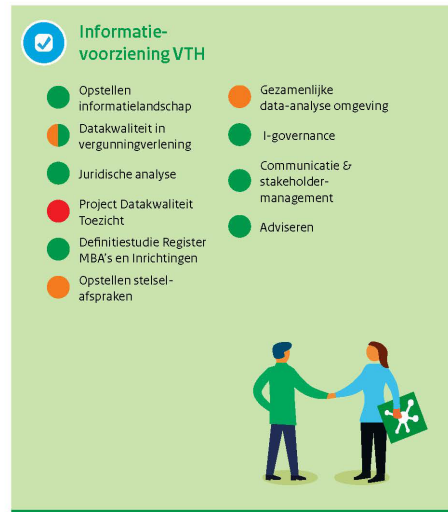 Informatie-
voorziening VTH
Opstellen
informatielandschap
Datakwaliteit in
vergunningverlening
Juridische analyse
Project Datakwaliteit
Toezicht
Definitiestudie Register
MBA's en Inrichtingen
Opstellen stelsel-
afspraken
Gezamenlijke
data-analyse omgeving
I-governance
Communicatie &
stakeholder-
management
Adviseren